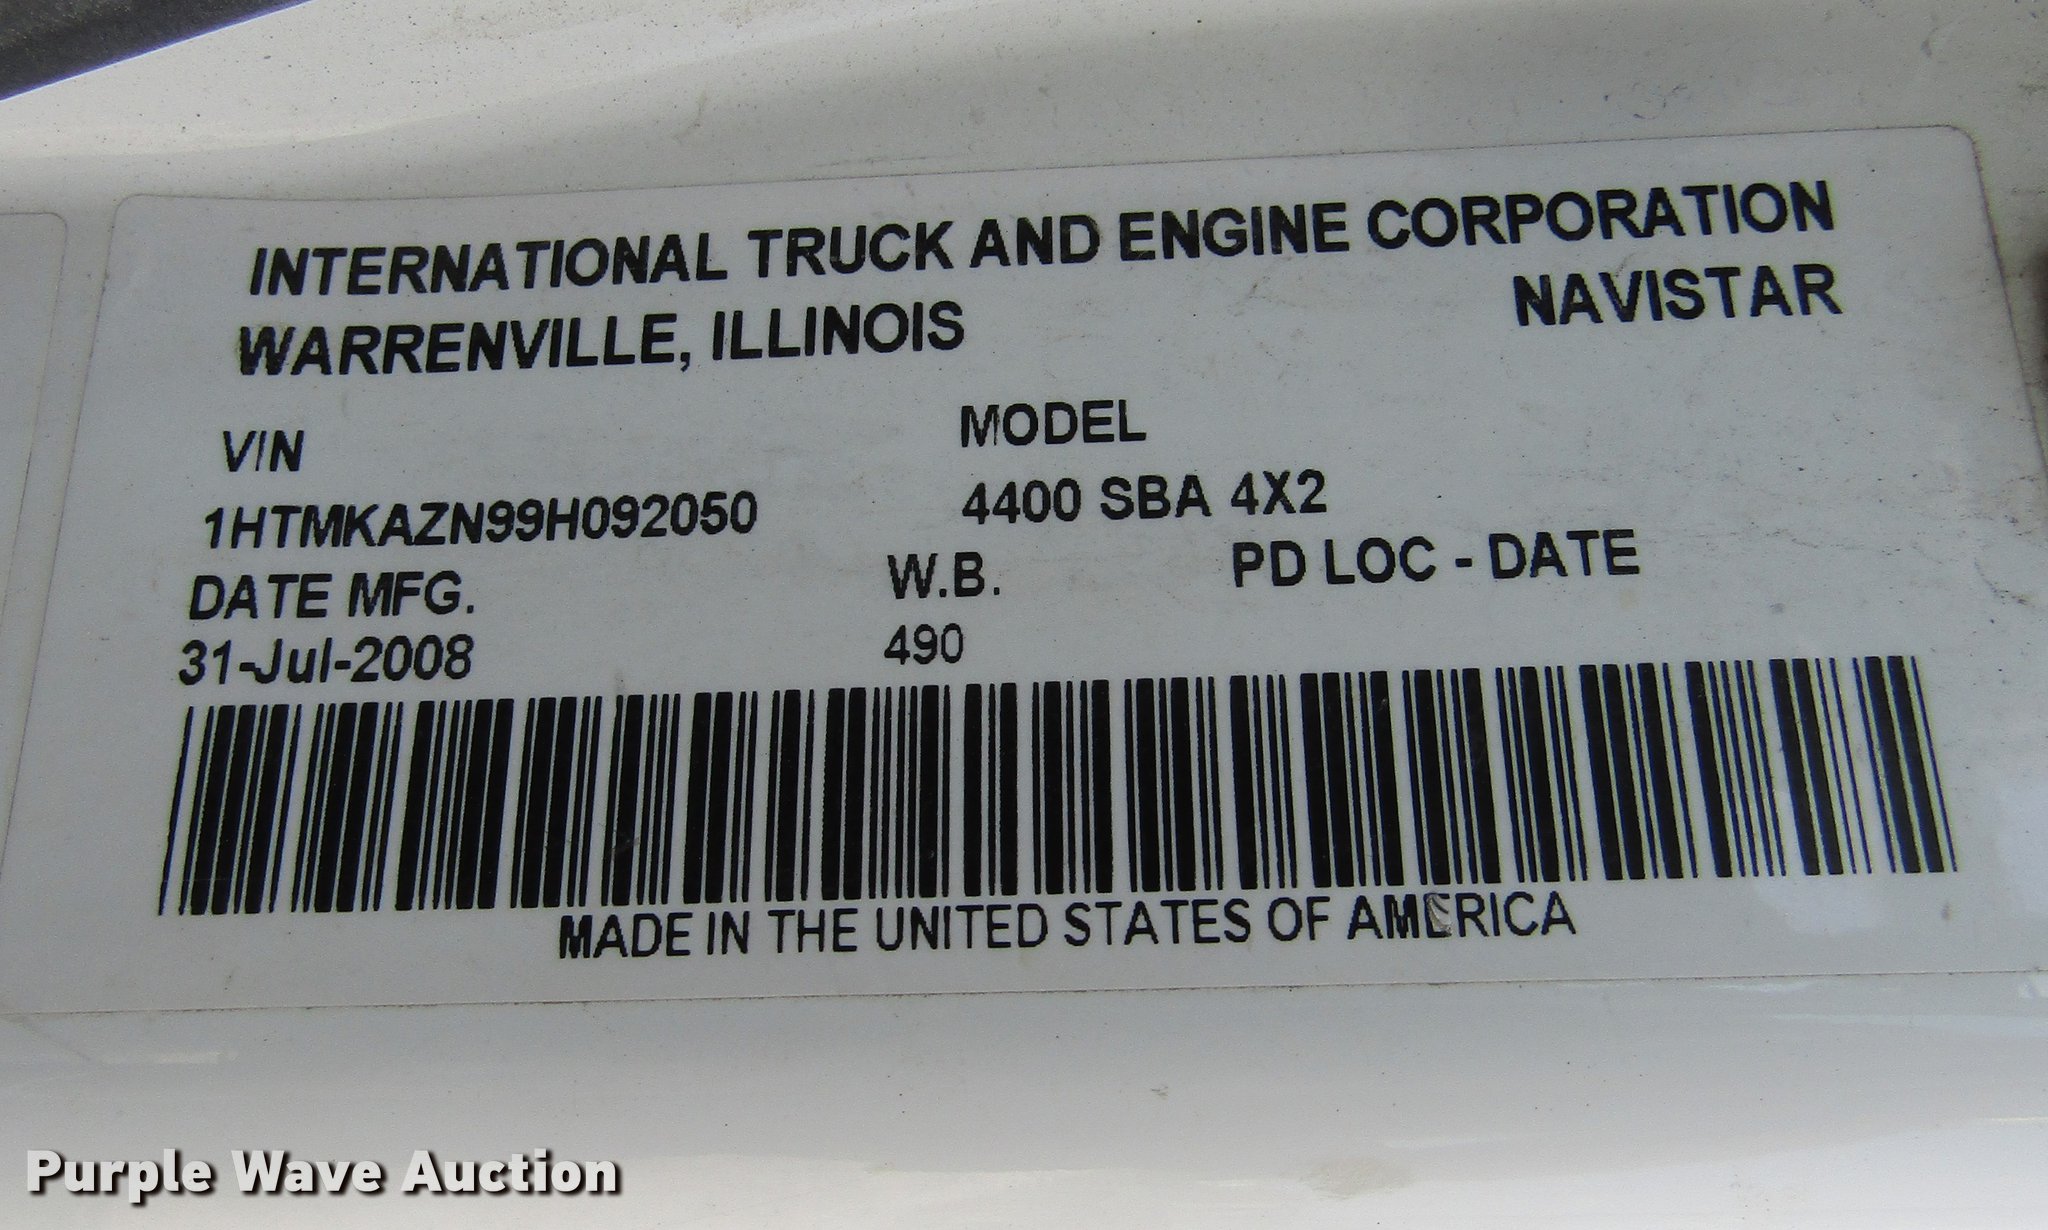 INTERNATIONAL TRUCK AND ENGINE CORPORATION
WARRENVILLE, ILLINOIS NAVISTAR
VIN MODEL
1HTMKAZN99H092050 4400 SBA 4X2
DATE MFG. W.B. PD LOC - DATE
31-Jul-2008 490
MADE IN THE UNITED STATES OF AMERICA
Purple Wave Auction